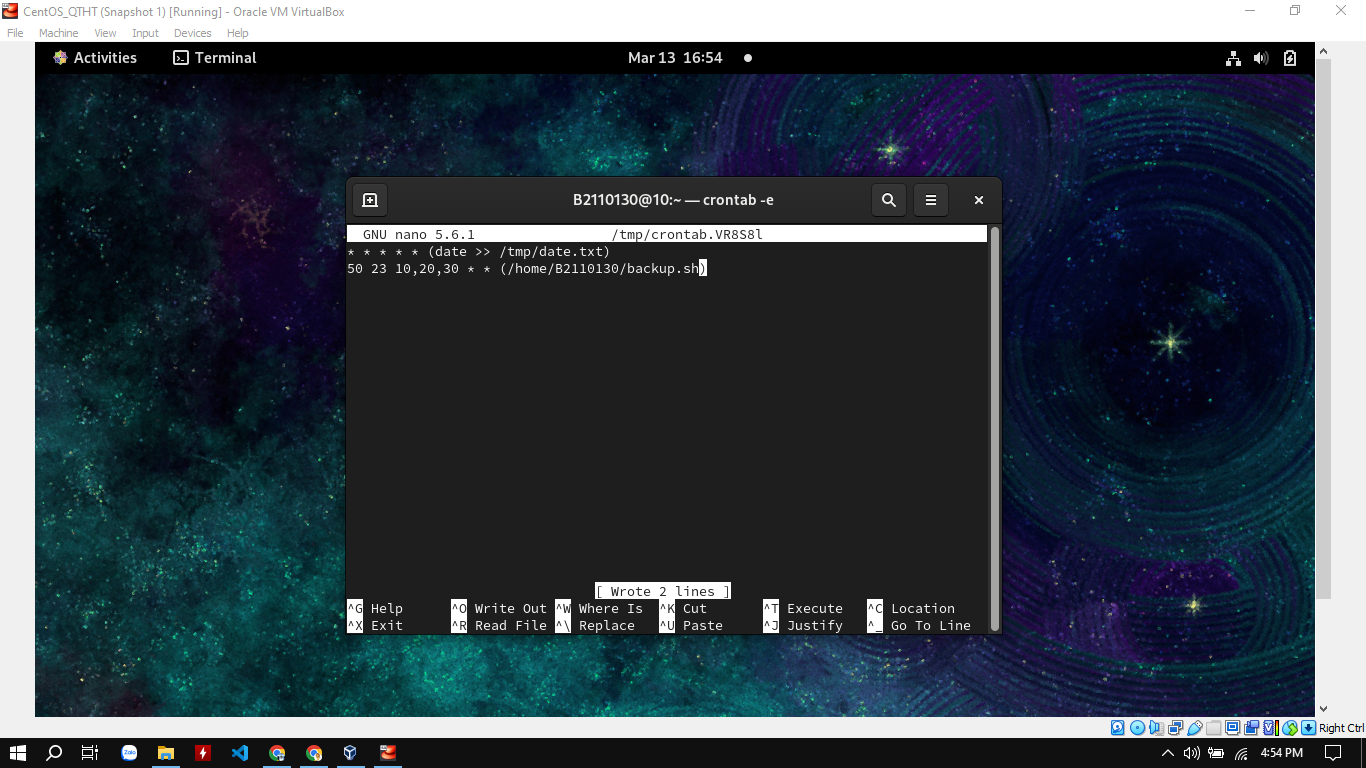 CentOS_QTHT (Snapshot 1) [Running] - Oracle VM VirtualBox
File Machine View Input Devices Help
Activities Terminal Mar 13 16:54
B2110130@10:~ — crontab -e
GNU nano 5.6.1 /tmp/crontab.VR8S8l
* * * * * (date >> /tmp/date.txt)
50 23 10,20,30 * * (/home/B2110130/backup.sh)
[ Wrote 2 lines ]
^G Help ^O Write Out ^W Where Is ^K Cut ^T Execute ^C Location
^X Exit ^R Read File ^\ Replace ^U Paste ^J Justify ^_ Go To Line
Right Ctrl
Zalo
4:54 PM